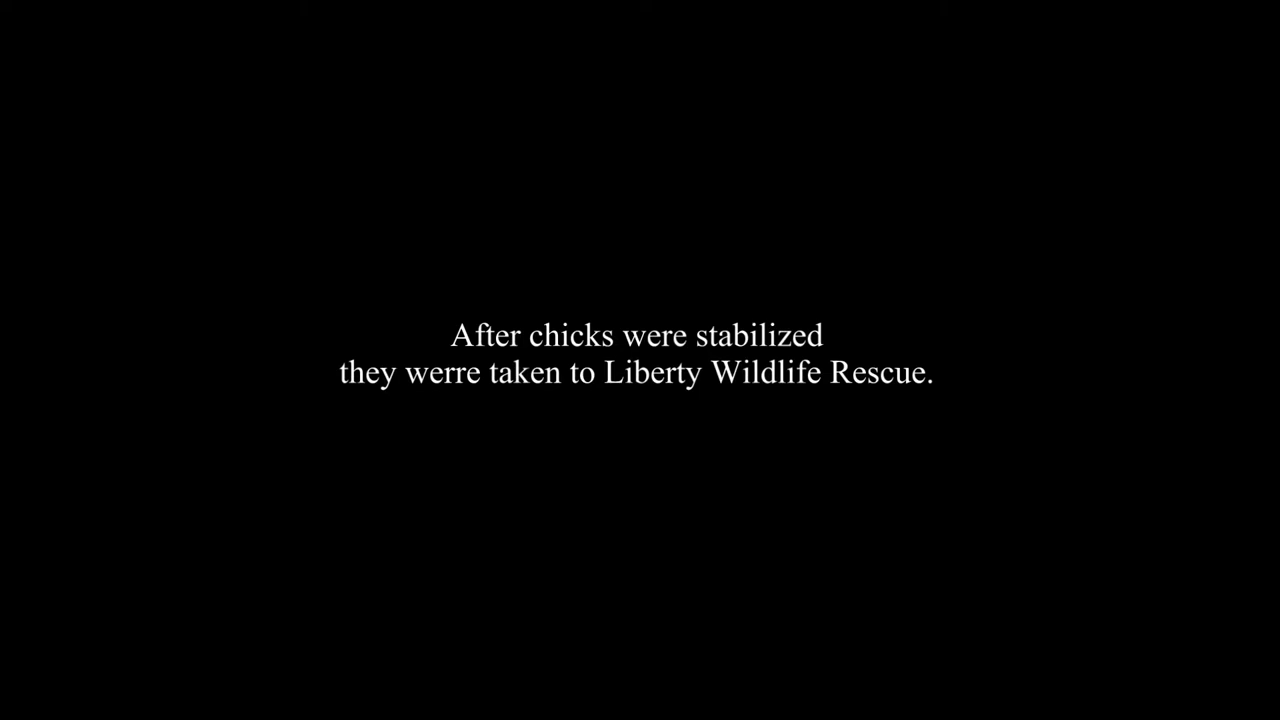 After chicks were stabilized
they werre taken to Liberty Wildlife Rescue.